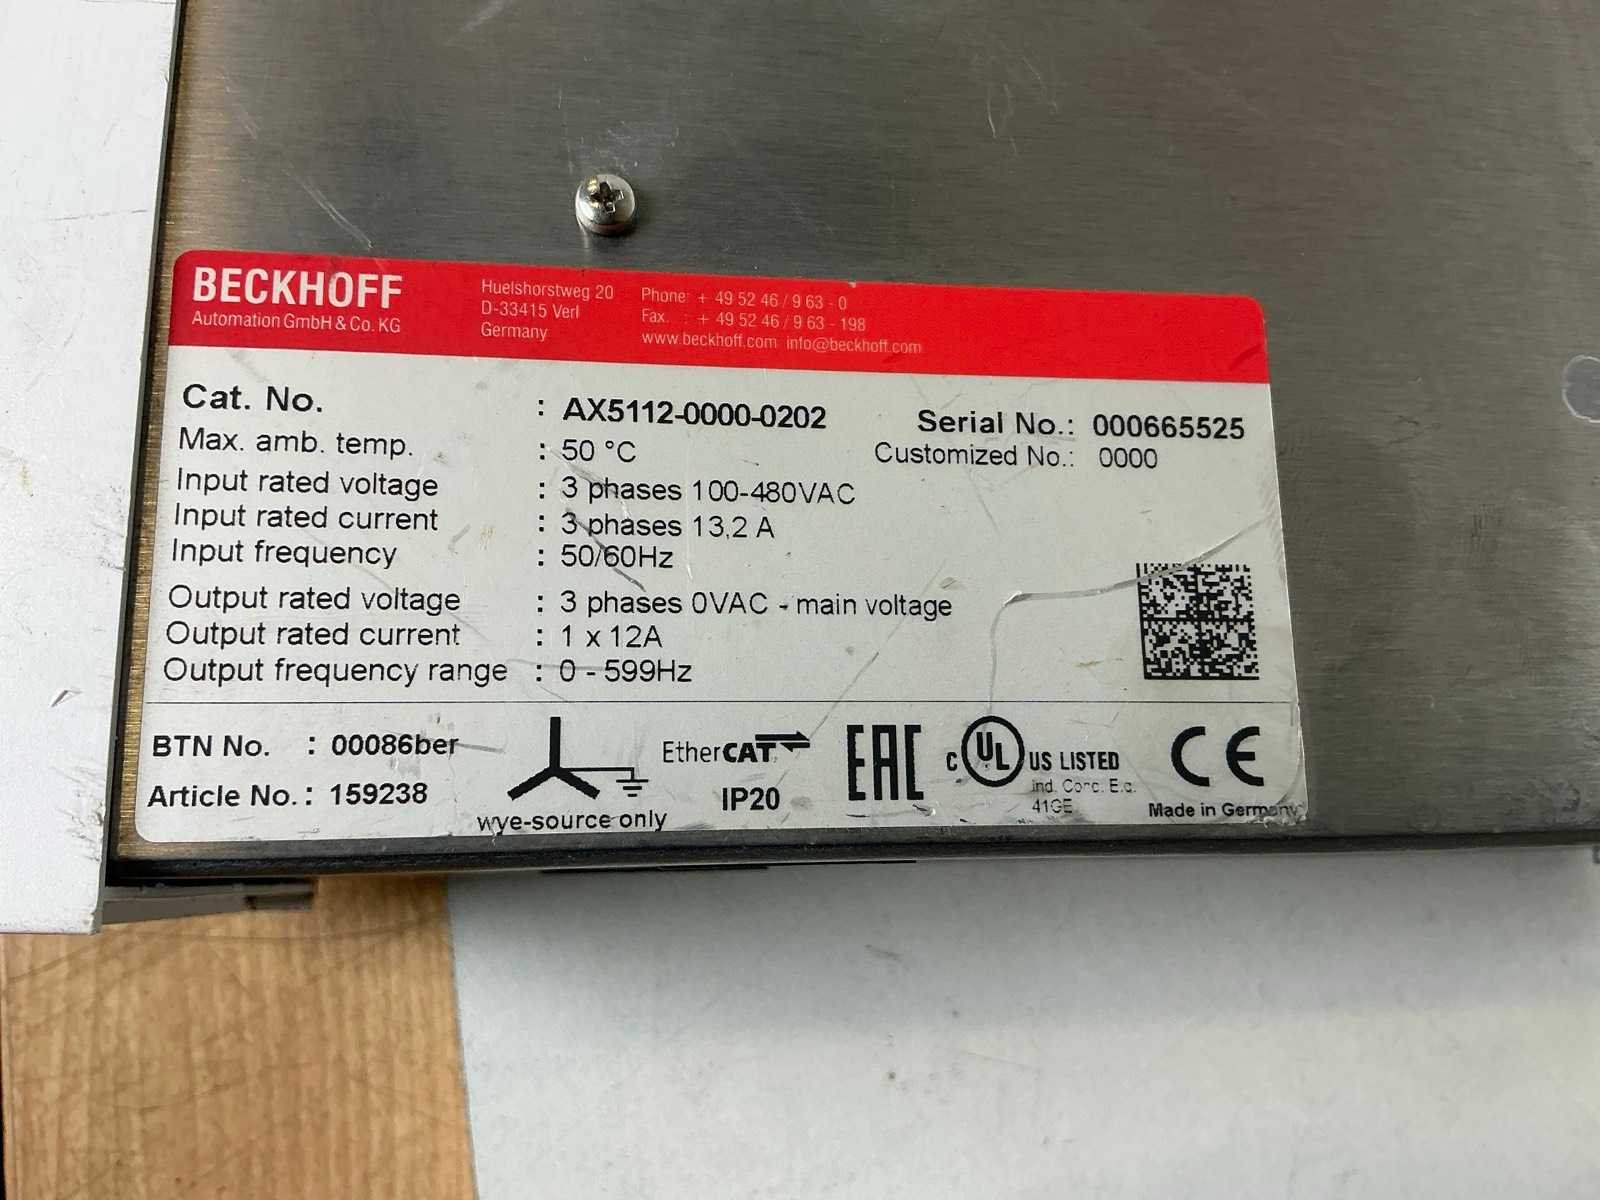 BECKHOFF
Automation GmbH & Co. KG
Huelshorstweg 20
D-33415 Verl
Germany
Phone: + 49 52 46 / 9 63 - 0
Fax. : + 49 52 46 / 9 63 - 198
www.beckhoff.com info@beckhoff.com
Cat. No. : AX5112-0000-0202
Serial No.: 000665525
Max. amb. temp. : 50 °C
Customized No.: 0000
Input rated voltage : 3 phases 100-480VAC
Input rated current : 3 phases 13,2 A
Input frequency : 50/60Hz
Output rated voltage : 3 phases 0VAC - main voltage
Output rated current : 1 x 12A
Output frequency range : 0 - 599Hz
BTN No. : 00086ber
Article No.: 159238
wye-source only
EtherCAT
IP20
EAC
C UL US LISTED
Ind. Conc. E.q.
41GE
CE
Made in Germany